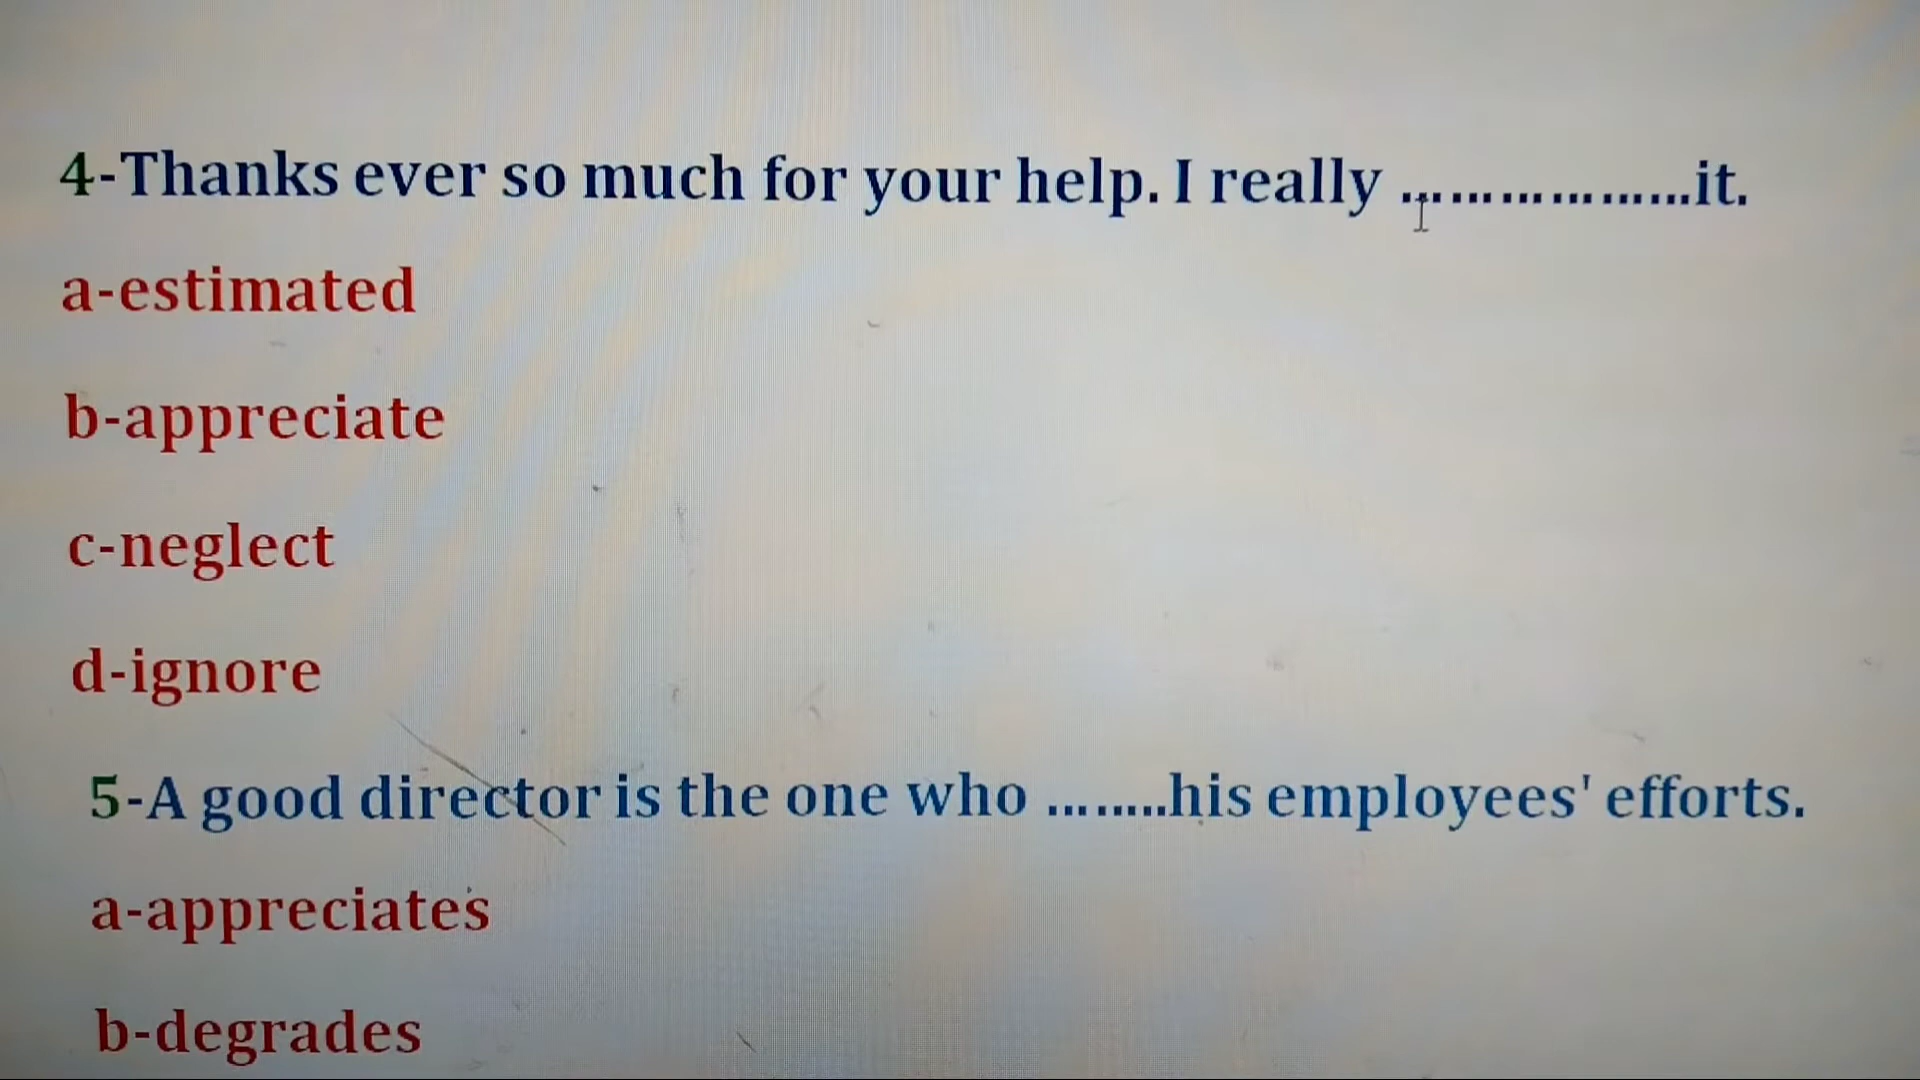 4-Thanks ever so much for your help. I really ..................it.
a-estimated
b-appreciate
c-neglect
d-ignore
5-A good director is the one who ........his employees' efforts.
a-appreciates
b-degrades